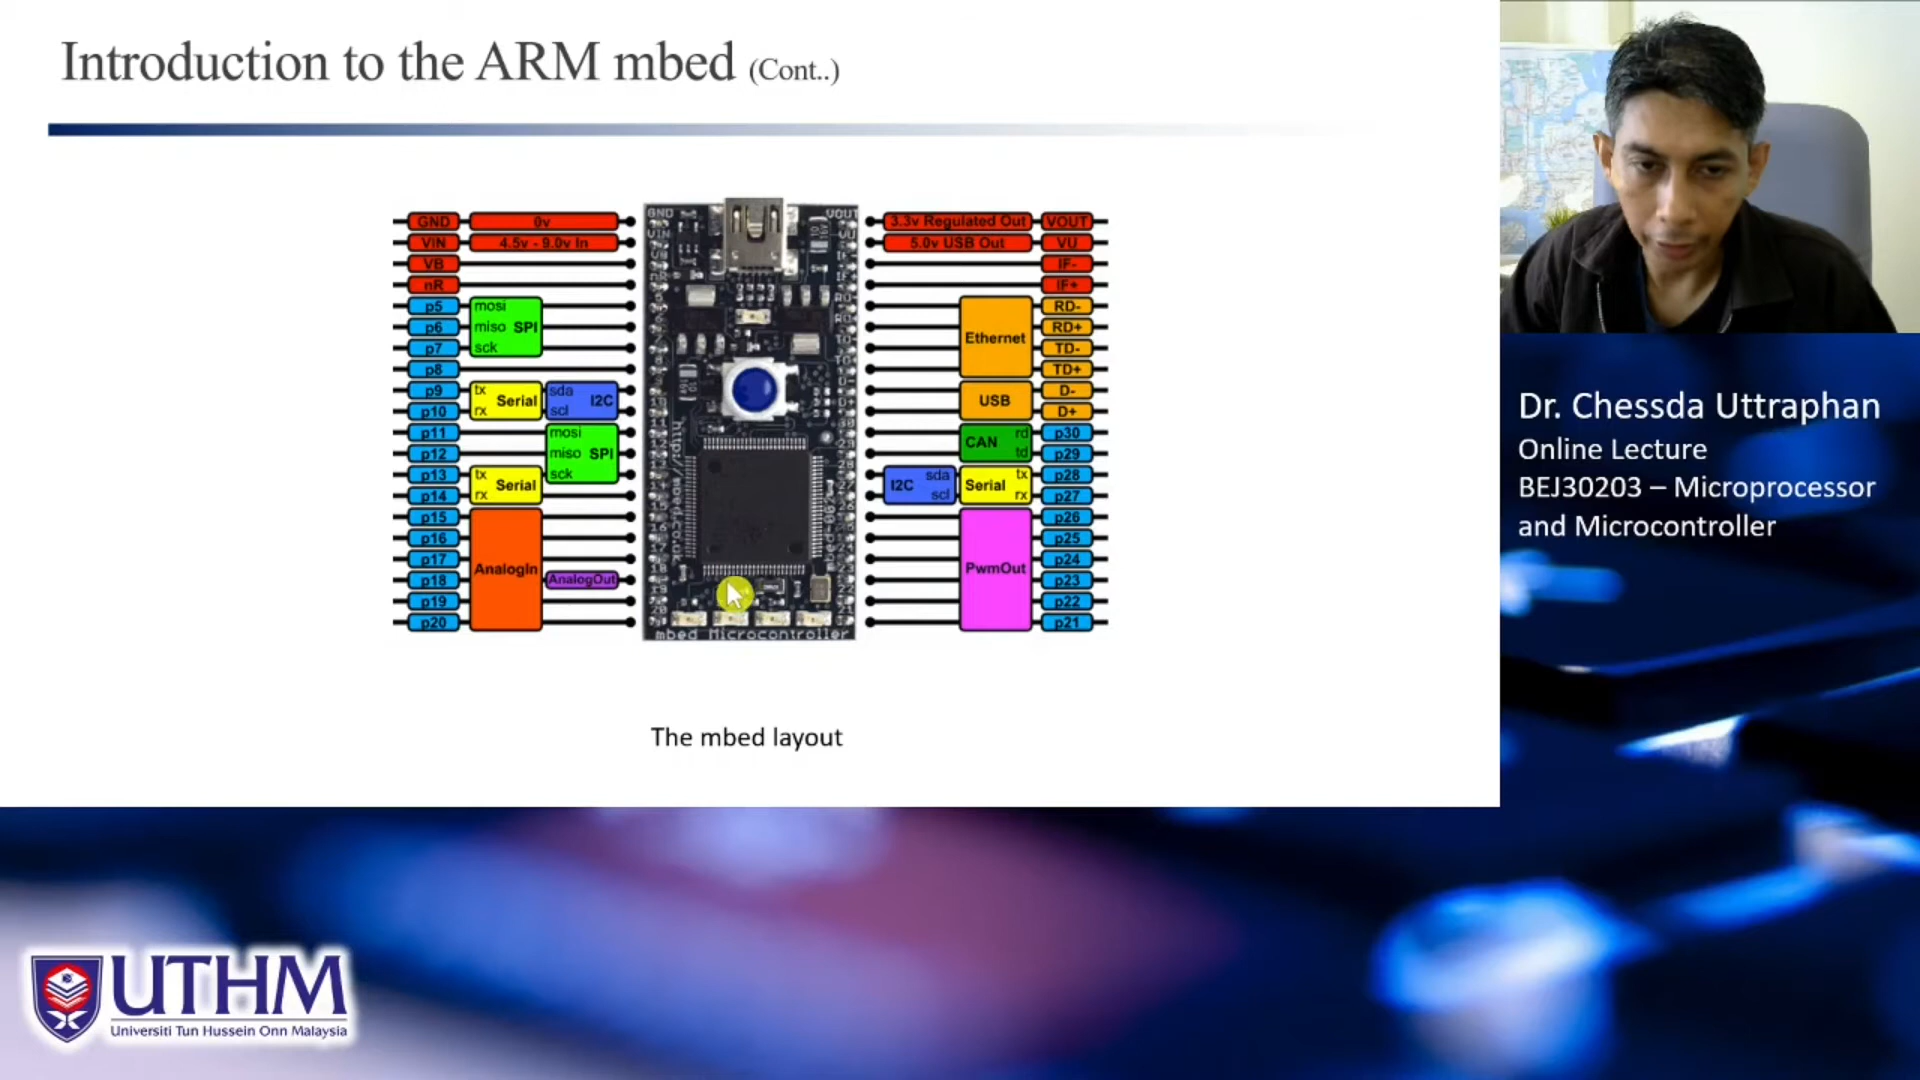 Introduction to the ARM mbed (Cont..)
GND 0v
VIN 4.5v - 9.0v In
VB
nR
p5 mosi
p6 miso SPI
p7 sck
p8
p9 tx Serial sda I2C
p10 rx scl
p11 mosi
p12 miso SPI
p13 tx Serial sck
p14 rx
p15
p16
p17 AnalogIn
p18 AnalogOut
p19
p20
mbed Microcontroller
3.3v Regulated Out VOUT
5.0v USB Out VU
IF-
IF+
RD-
Ethernet RD+
TD-
TD+
USB D-
D+
CAN rd p30
td p29
I2C sda Serial tx p28
scl rx p27
p26
p25
PwmOut p24
p23
p22
p21
The mbed layout
Dr. Chessda Uttraphan
Online Lecture
BEJ30203 – Microprocessor
and Microcontroller
UTHM
Universiti Tun Hussein Onn Malaysia